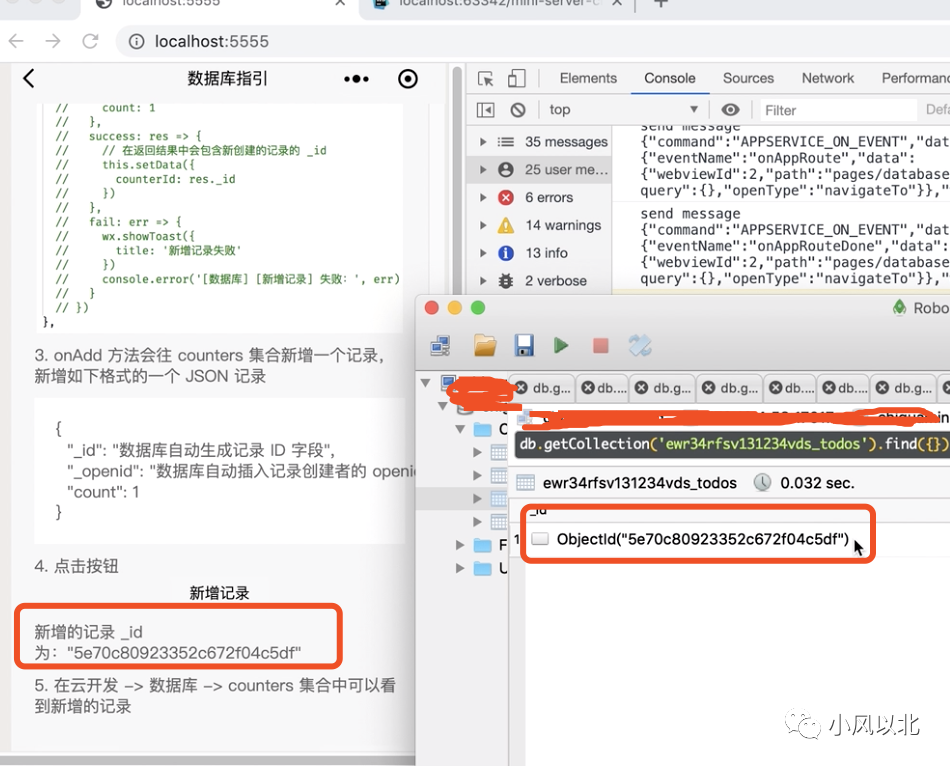 localhost:5555
localhost:63342/mini-server-c
localhost:5555
数据库指引
// count: 1
// },
// success: res => {
// // 在返回结果中会包含新创建的记录的 _id
// this.setData({
// counterId: res._id
// })
// },
// fail: err => {
// wx.showToast({
// title: '新增记录失败'
// })
// console.error('[数据库] [新增记录] 失败：', err)
// }
// })
},
3. onAdd 方法会往 counters 集合新增一个记录，
新增如下格式的一个 JSON 记录
{
"_id": "数据库自动生成记录 ID 字段",
"_openid": "数据库自动插入记录创建者的 openid
"count": 1
}
4. 点击按钮
新增记录
新增的记录 _id
为："5e70c80923352c672f04c5df"
5. 在云开发 -> 数据库 -> counters 集合中可以看
到新增的记录
Elements Console Sources Network Performanc
top Filter Defa
35 messages
25 user me...
6 errors
14 warnings
13 info
2 verbose
send message
{"command":"APPSERVICE_ON_EVENT","dat
{"eventName":"onAppRoute","data":
{"webviewId":2,"path":"pages/database
query":{},"openType":"navigateTo"}},"
send message
{"command":"APPSERVICE_ON_EVENT","dat
{"eventName":"onAppRouteDone","data":
{"webviewId":2,"path":"pages/database
query":{},"openType":"navigateTo"}},"
Robo
db.g... db.... db.g... db.g... db.... db.... db.g...
db.getCollection('ewr34rfsv131234vds_todos').find({})
ewr34rfsv131234vds_todos 0.032 sec.
_id
1 ObjectId("5e70c80923352c672f04c5df")
小风以北